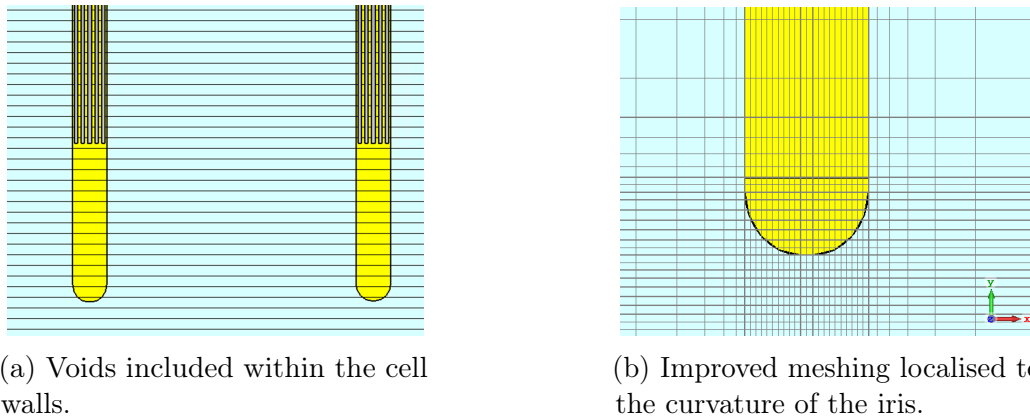 y
x
(a) Voids included within the cell
walls.
(b) Improved meshing localised to
the curvature of the iris.